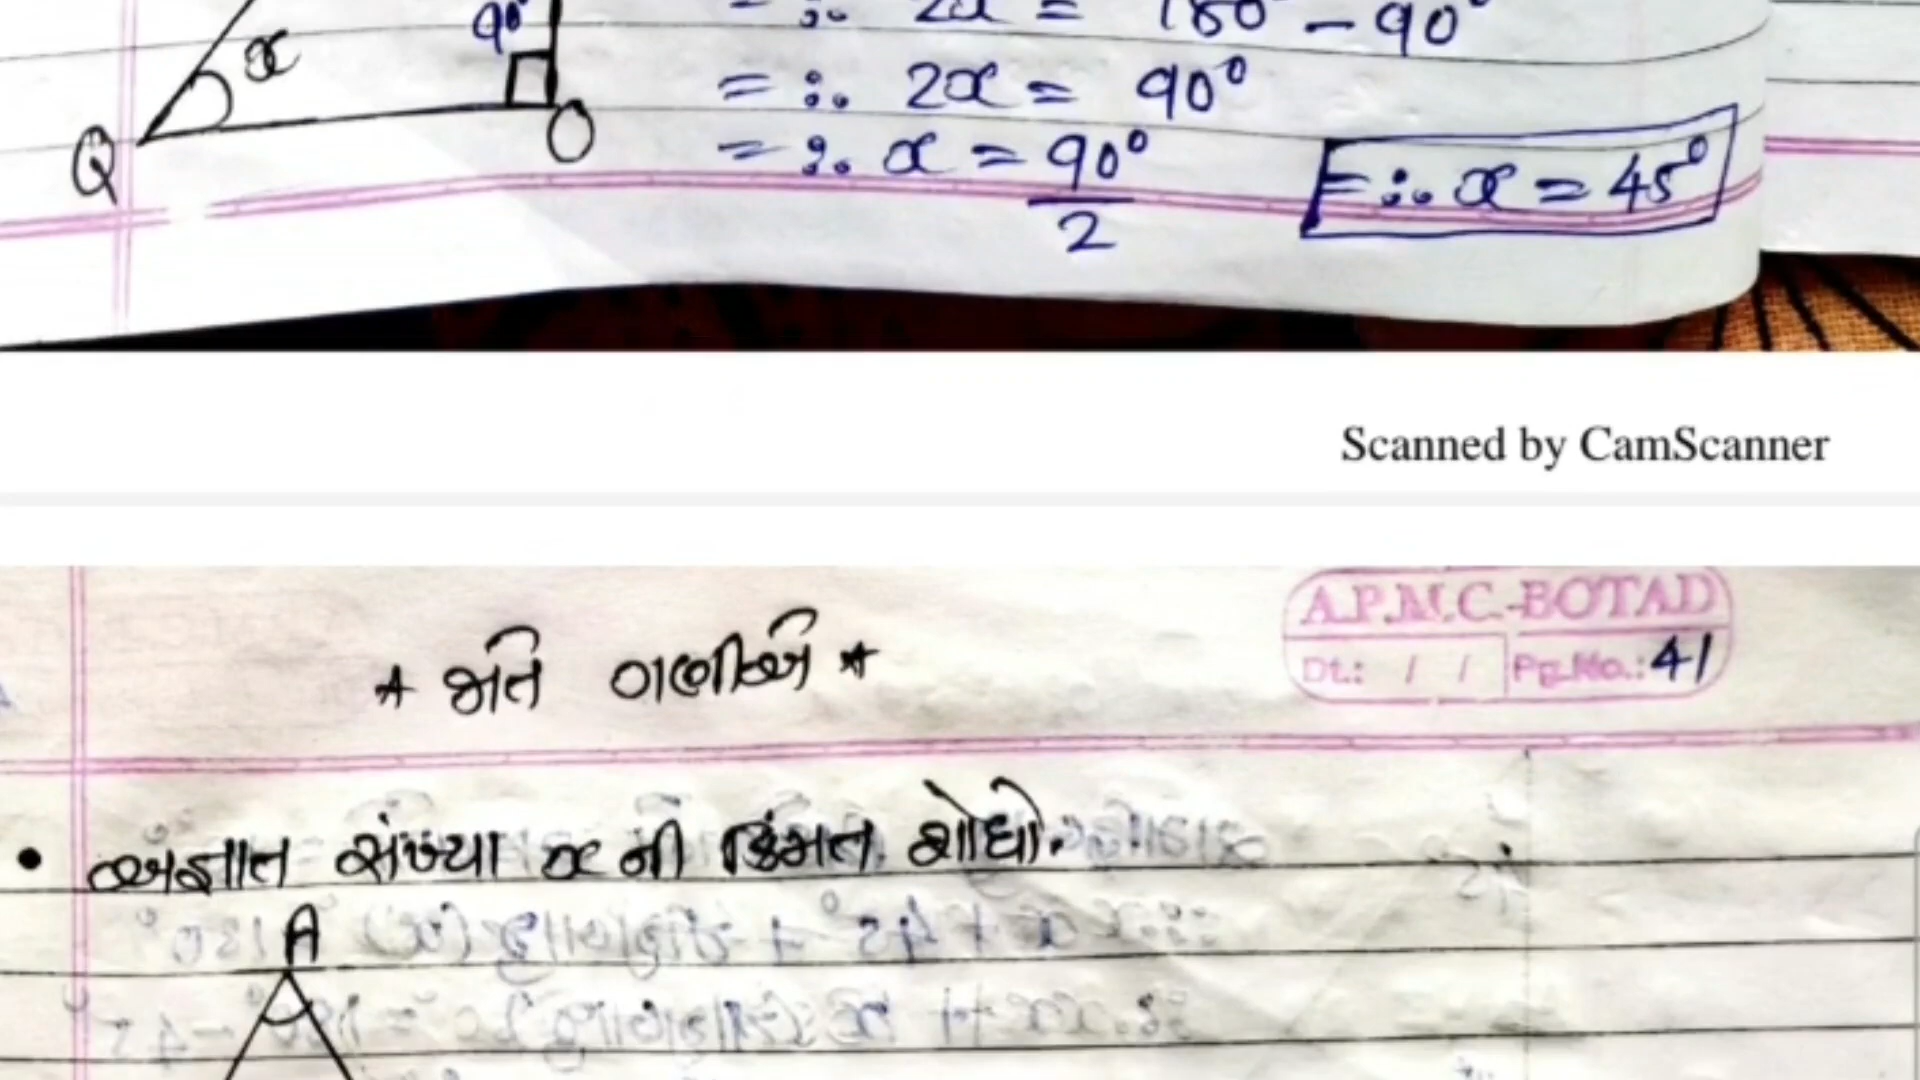 90°
= ∴ 2x = 180° - 90°
x
= ∴ 2x = 90°
Q
O
= ∴ x = 90°/2
= ∴ x = 45°
Scanned by CamScanner
A.P.M.C.-BOTAD
* જાતે ગણીએ *
Dt.: / / Pg.No.: 41
• અજ્ઞાત સંખ્યા x ની કિંમત શોધો.
A